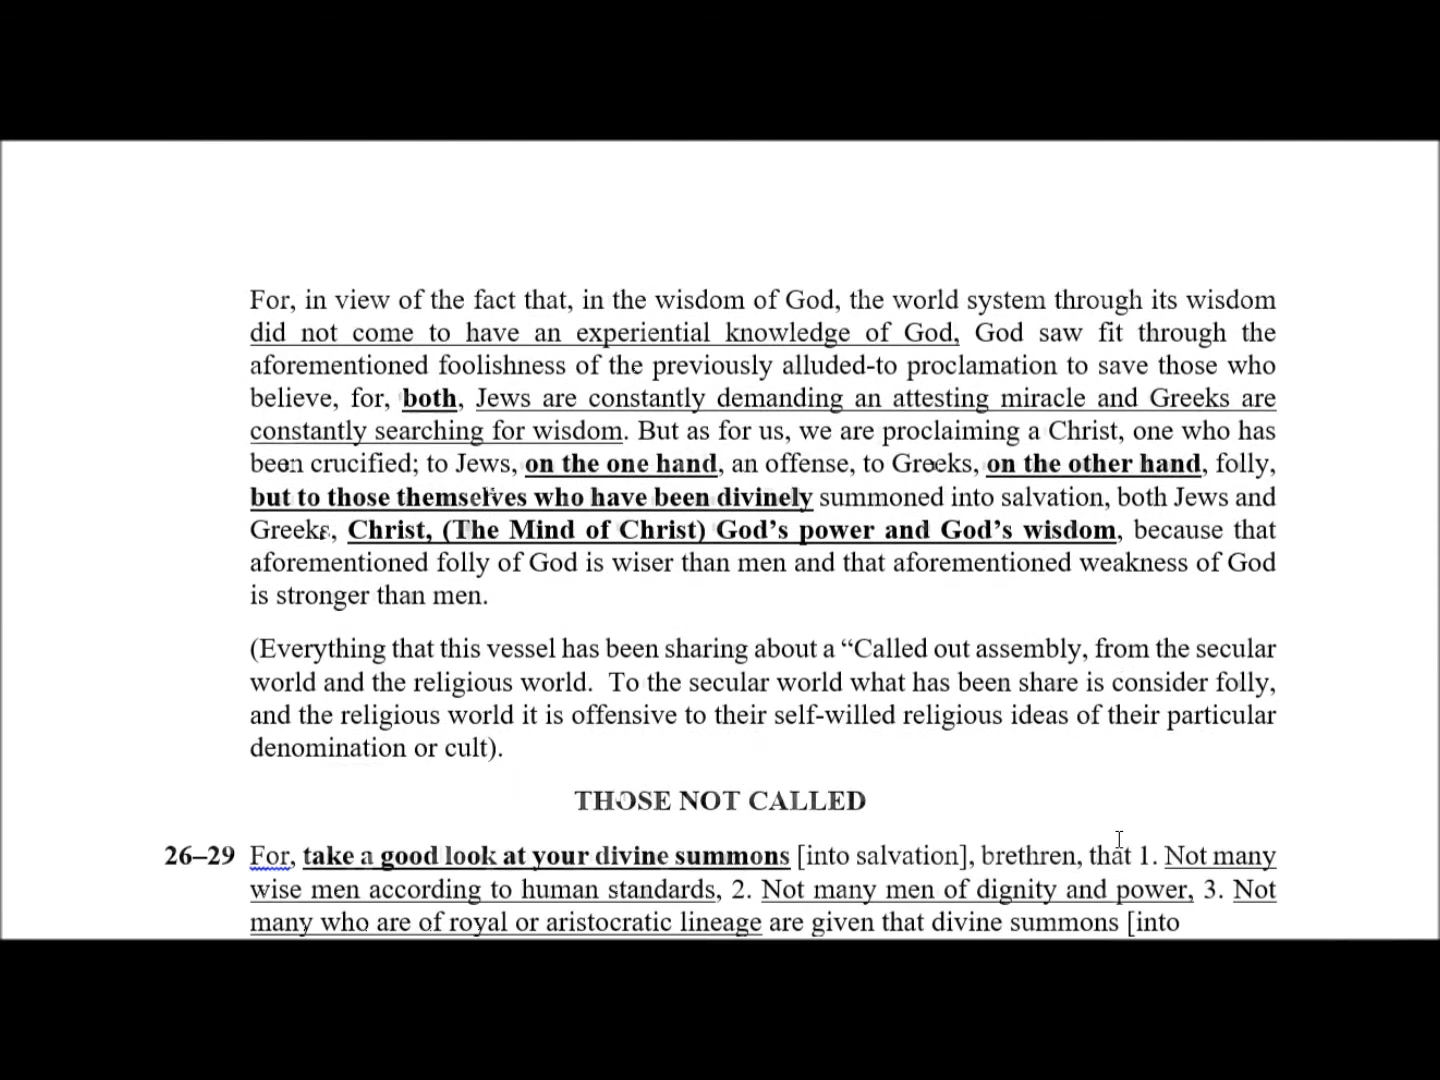 For, in view of the fact that, in the wisdom of God, the world system through its wisdom
did not come to have an experiential knowledge of God, God saw fit through the
aforementioned foolishness of the previously alluded-to proclamation to save those who
believe, for, both, Jews are constantly demanding an attesting miracle and Greeks are
constantly searching for wisdom. But as for us, we are proclaiming a Christ, one who has
been crucified; to Jews, on the one hand, an offense, to Greeks, on the other hand, folly,
but to those themselves who have been divinely summoned into salvation, both Jews and
Greeks, Christ, (The Mind of Christ) God’s power and God’s wisdom, because that
aforementioned folly of God is wiser than men and that aforementioned weakness of God
is stronger than men.
(Everything that this vessel has been sharing about a “Called out assembly, from the secular
world and the religious world.  To the secular world what has been share is consider folly,
and the religious world it is offensive to their self-willed religious ideas of their particular
denomination or cult).
THOSE NOT CALLED
26–29 For, take a good look at your divine summons [into salvation], brethren, that 1. Not many
wise men according to human standards, 2. Not many men of dignity and power, 3. Not
many who are of royal or aristocratic lineage are given that divine summons [into